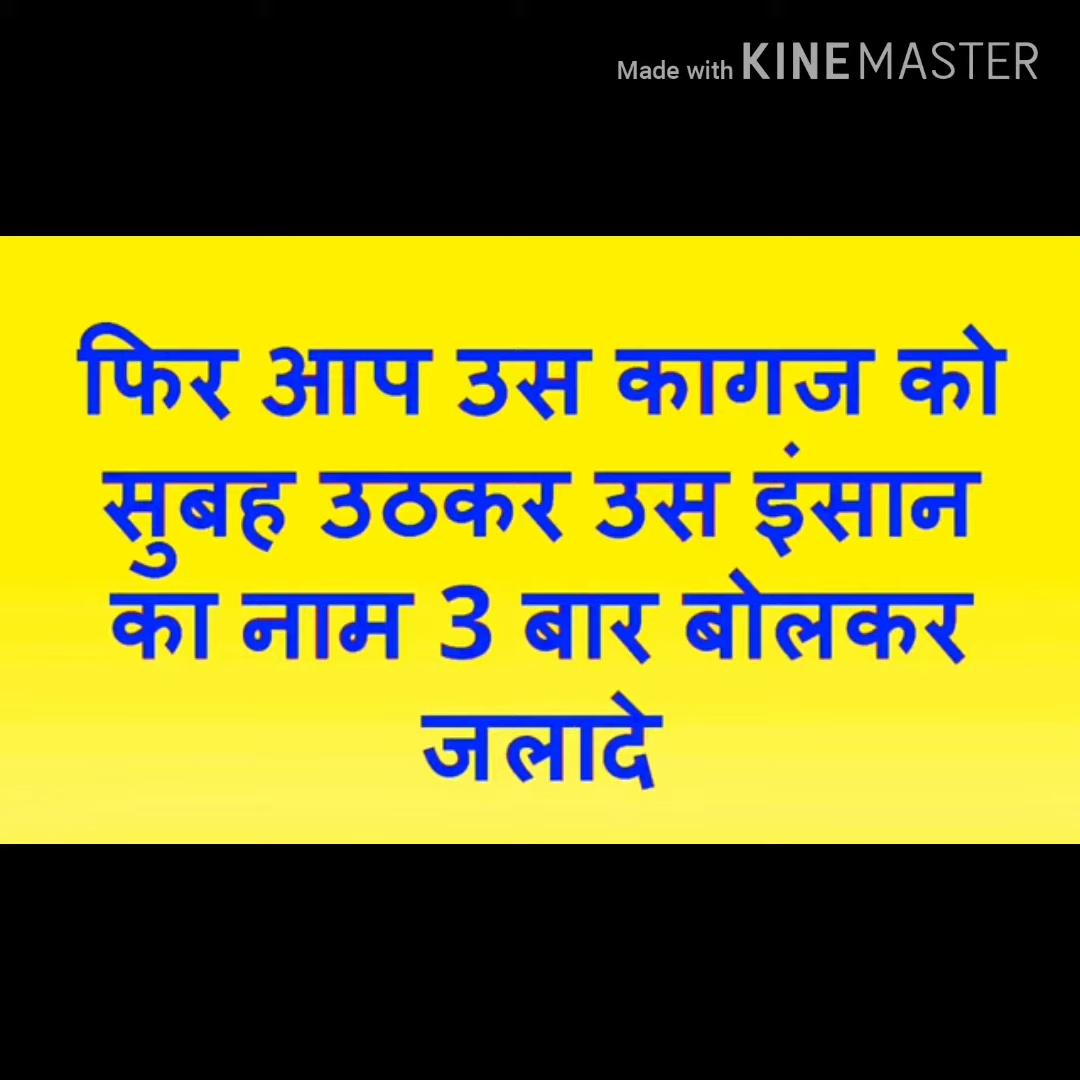 Made with KINEMASTER
फिर आप उस कागज को
सुबह उठकर उस इंसान
का नाम 3 बार बोलकर
जलादे